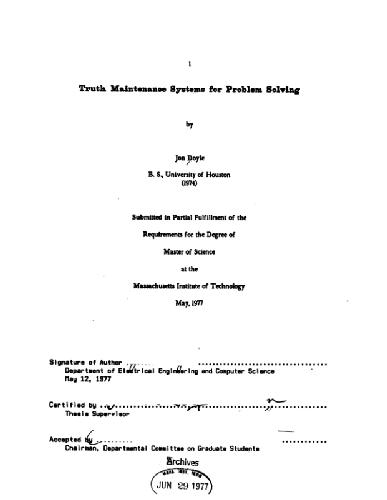 1
Truth Maintenance Systems for Problem Solving
by
Jon Doyle
B. S., University of Houston
(1974)
Submitted in Partial Fulfillment of the
Requirements for the Degree of
Master of Science
at the
Massachusetts Institute of Technology
May, 1977
Signature of Author
Department of Electrical Engineering and Computer Science
May 12, 1977
Certified by
Thesis Supervisor
Accepted by
Chairman, Departmental Committee on Graduate Students
Archives
JUN 29 1977